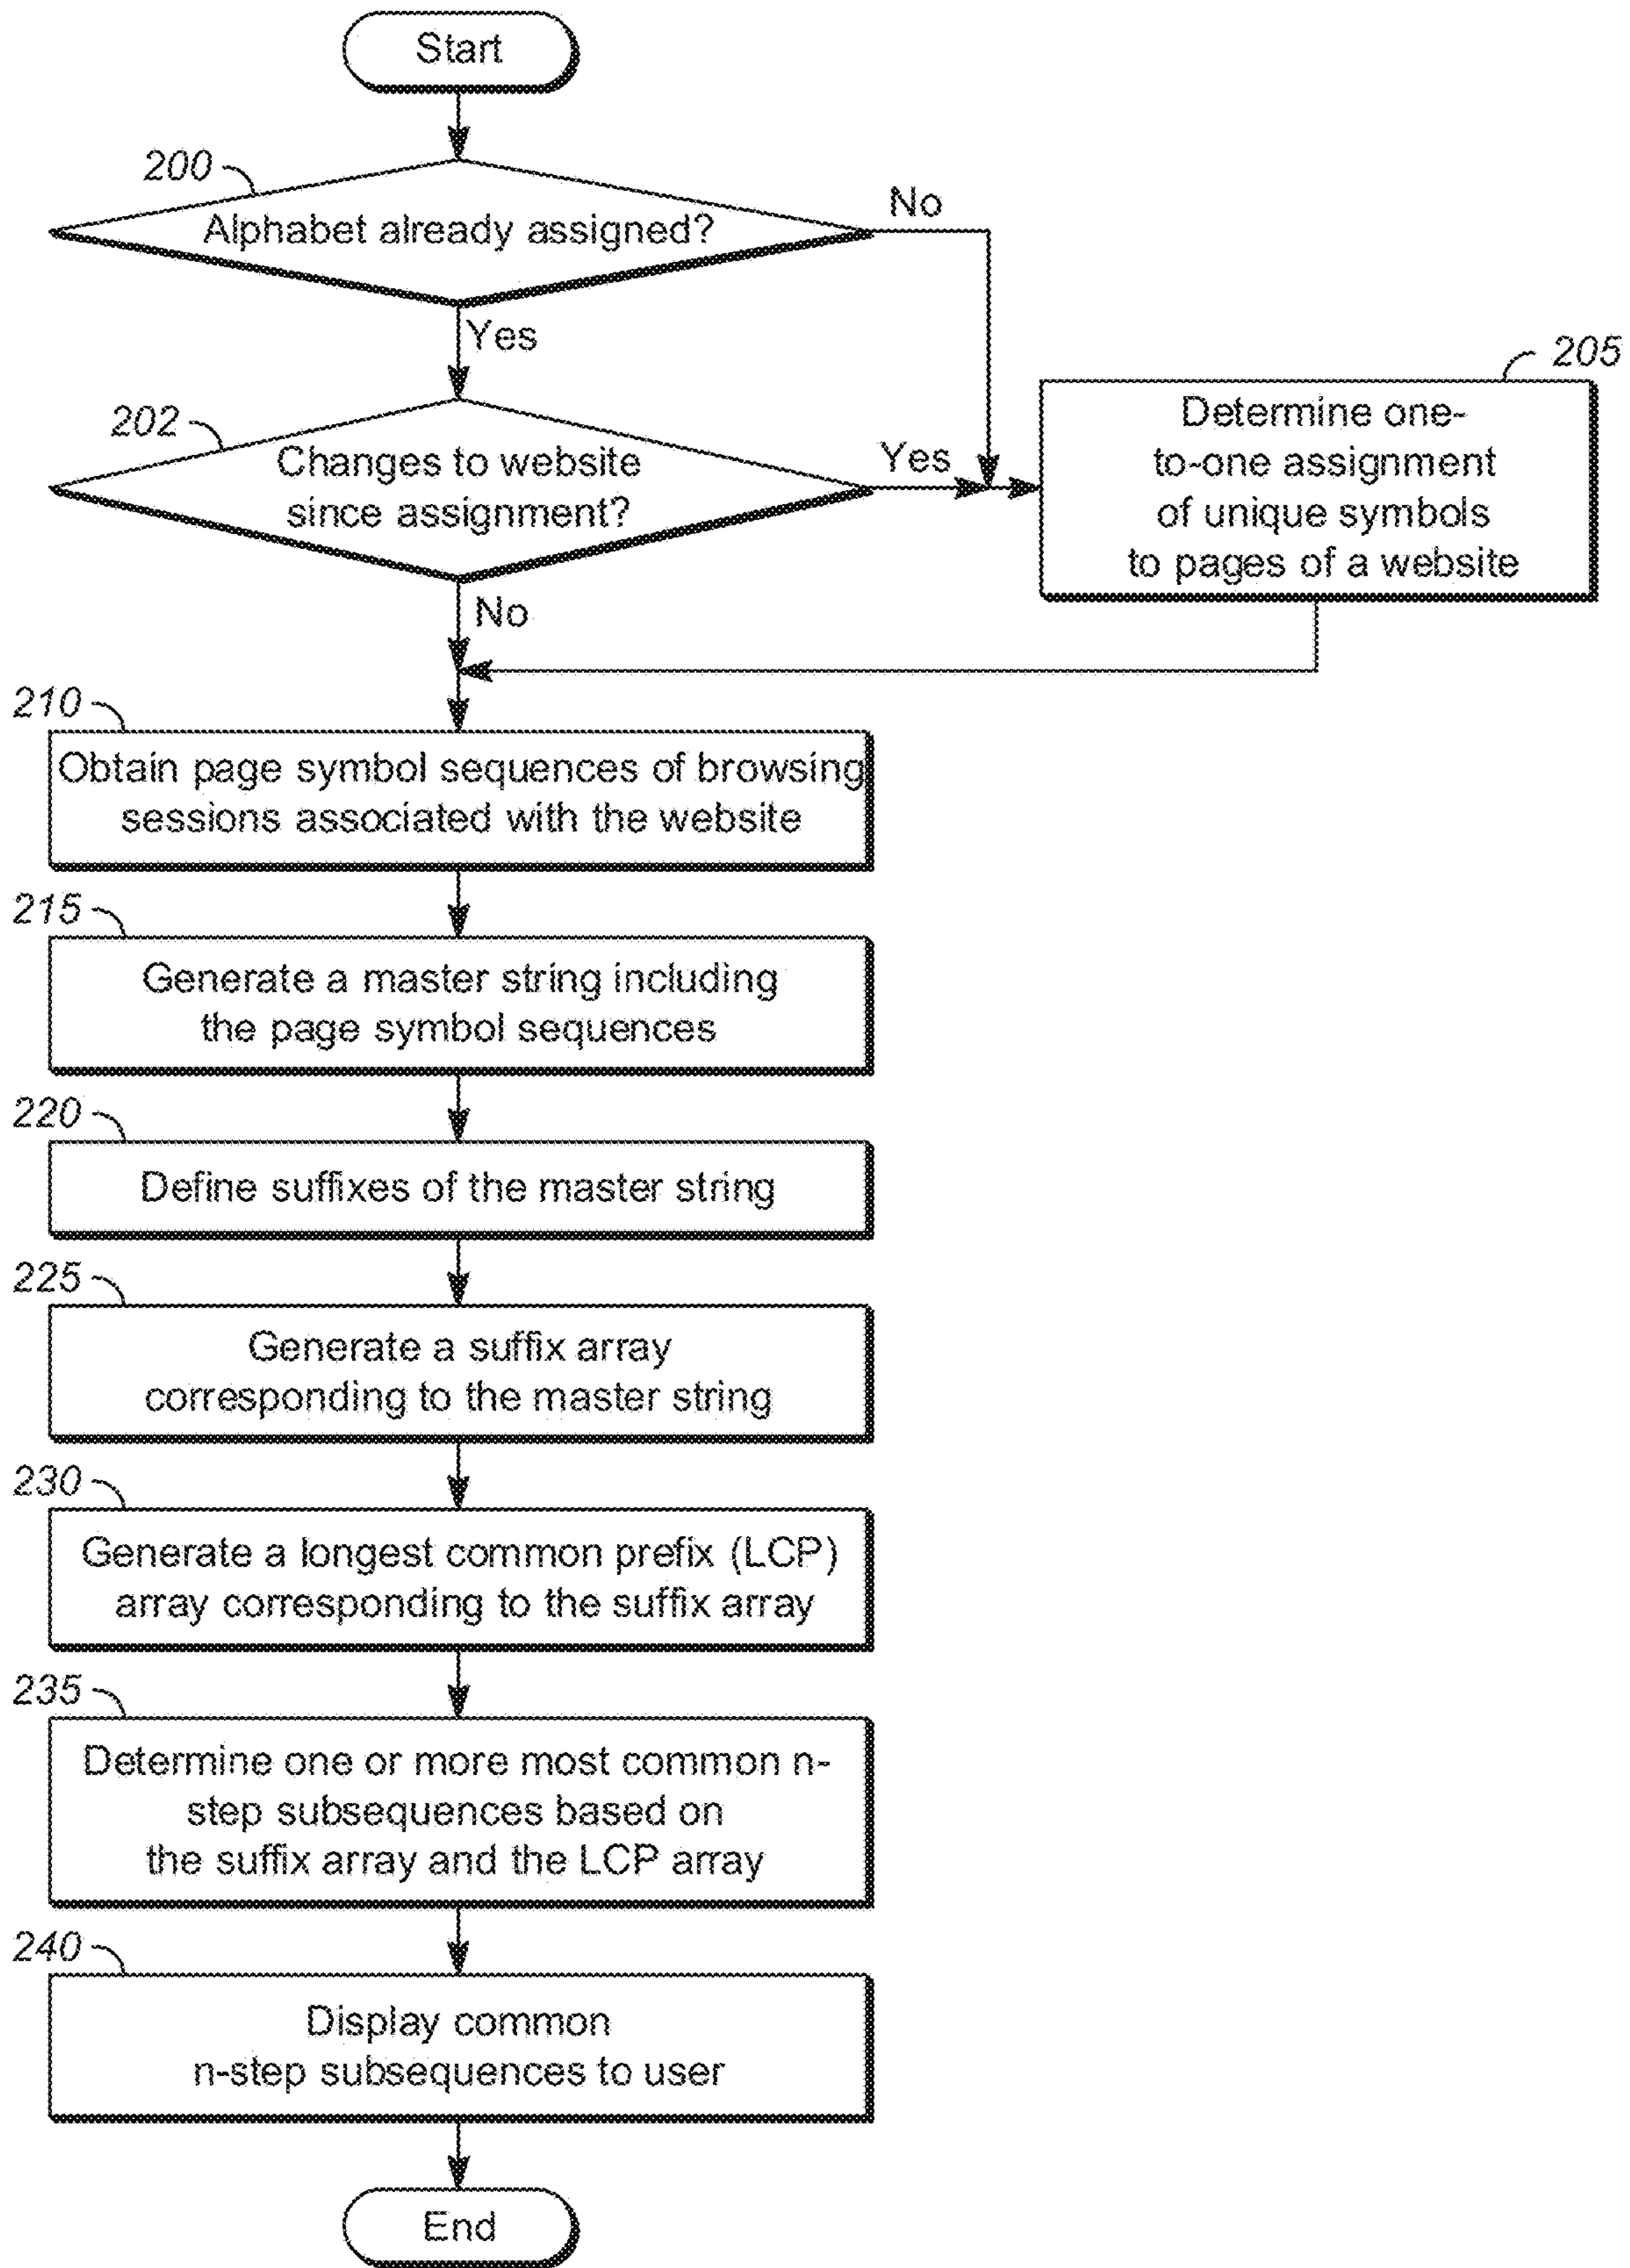 Start
200
Alphabet already assigned?
No
Yes
205
202
Changes to website
since assignment?
Yes
Determine one-
to-one assignment
of unique symbols
to pages of a website
No
210
Obtain page symbol sequences of browsing
sessions associated with the website
215
Generate a master string including
the page symbol sequences
220
Define suffixes of the master string
225
Generate a suffix array
corresponding to the master string
230
Generate a longest common prefix (LCP)
array corresponding to the suffix array
235
Determine one or more most common n-
step subsequences based on
the suffix array and the LCP array
240
Display common
n-step subsequences to user
End